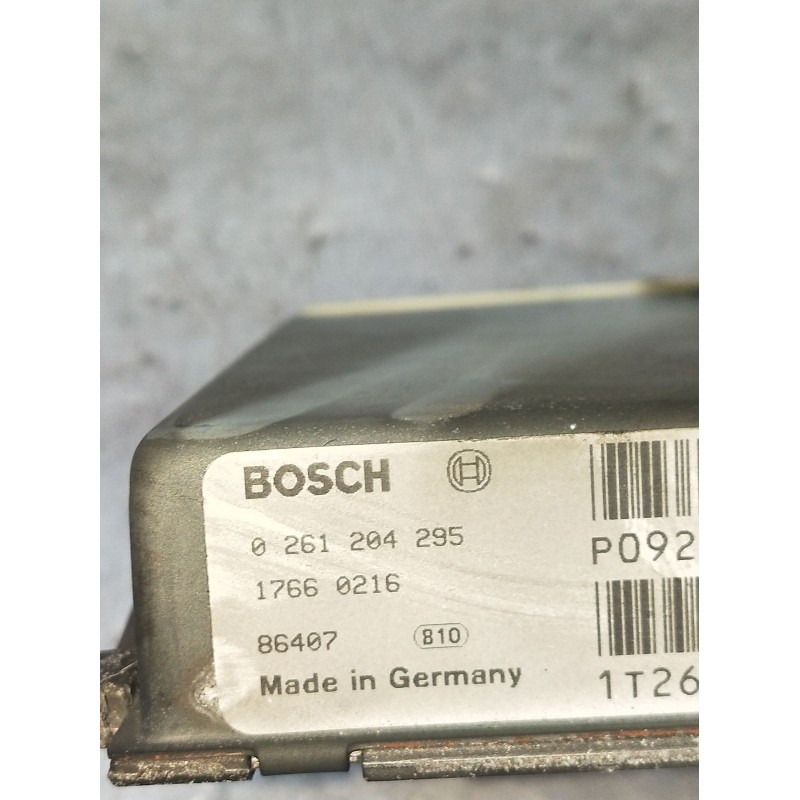 BOSCH
0 261 204 295
P092
1766 0216
86407 810
Made in Germany
1T26